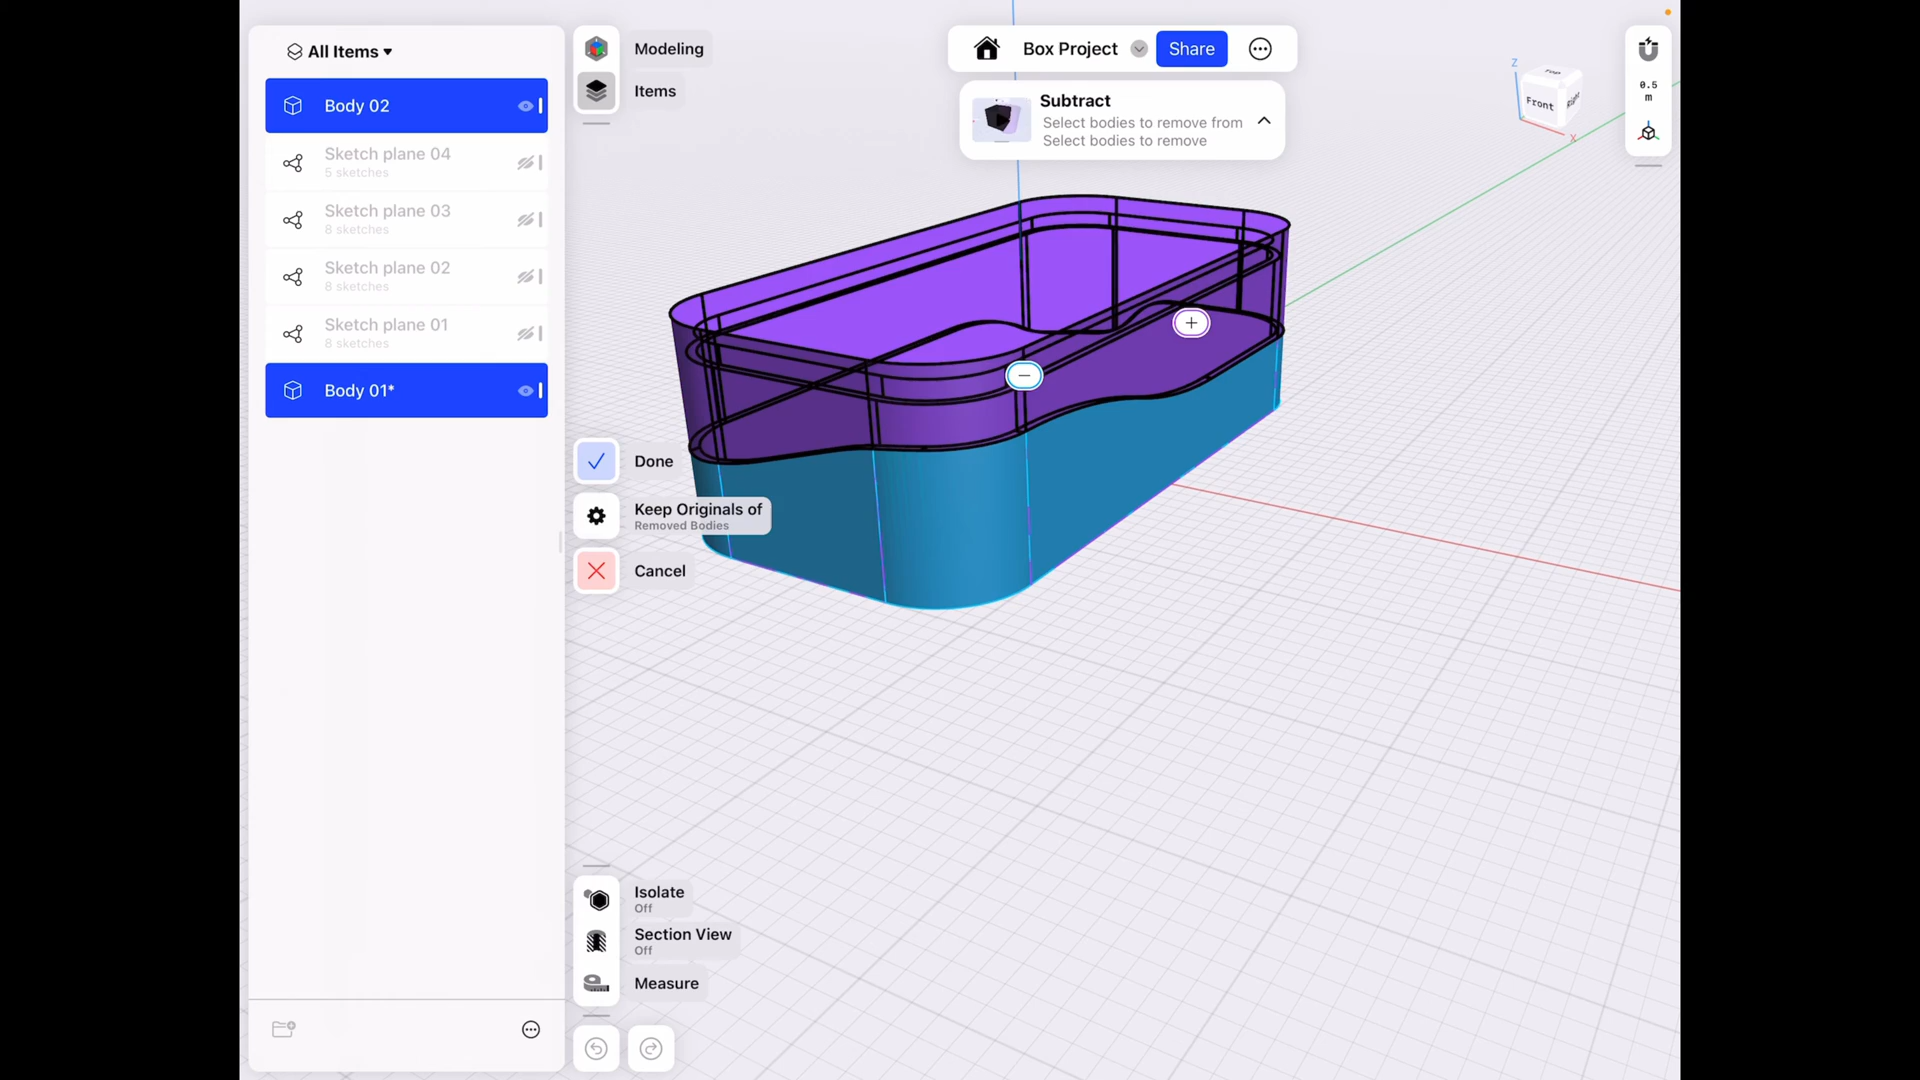 All Items
Body 02
Sketch plane 04
5 sketches
Sketch plane 03
8 sketches
Sketch plane 02
8 sketches
Sketch plane 01
8 sketches
Body 01*
Modeling
Items
Box Project
Share
Subtract
Select bodies to remove from
Select bodies to remove
Z
Top
Front
Right
X
0.5
m
Done
Keep Originals of
Removed Bodies
Cancel
Isolate
Off
Section View
Off
Measure